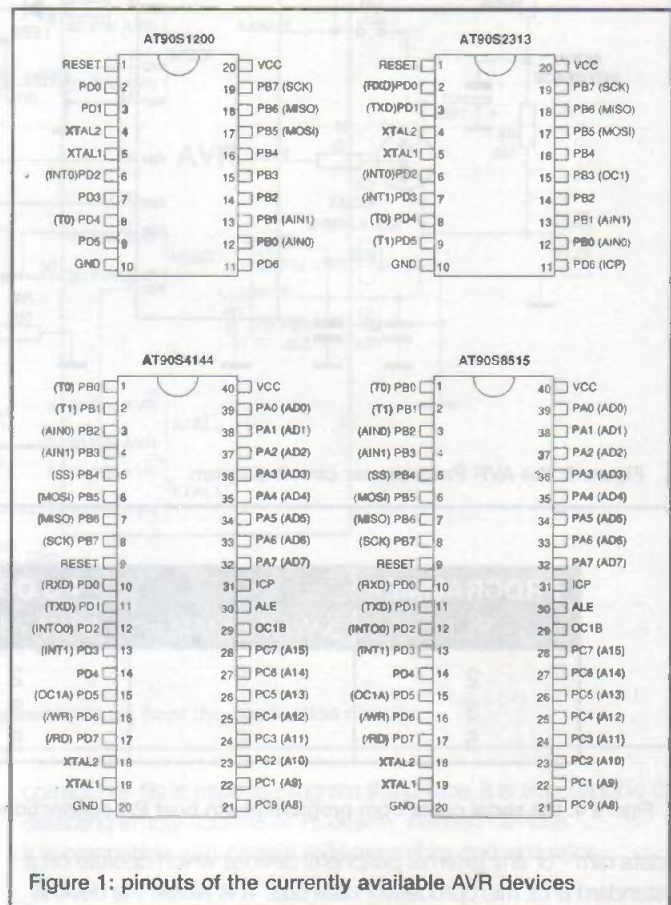 AT90S1200
RESET 1 20 VCC
PD0 2 19 PB7 (SCK)
PD1 3 18 PB6 (MISO)
XTAL2 4 17 PB5 (MOSI)
XTAL1 5 16 PB4
(INT0)PD2 6 15 PB3
PD3 7 14 PB2
(T0) PD4 8 13 PB1 (AIN1)
PD5 9 12 PB0 (AIN0)
GND 10 11 PD6
AT90S2313
RESET 1 20 VCC
(RXD)PD0 2 19 PB7 (SCK)
(TXD)PD1 3 18 PB6 (MISO)
XTAL2 4 17 PB5 (MOSI)
XTAL1 5 16 PB4
(INT0)PD2 6 15 PB3 (OC1)
(INT1)PD3 7 14 PB2
(T0) PD4 8 13 PB1 (AIN1)
(T1)PD5 9 12 PB0 (AIN0)
GND 10 11 PD6 (ICP)
AT90S4144
(T0) PB0 1 40 VCC
(T1) PB1 2 39 PA0 (AD0)
(AIN0) PB2 3 38 PA1 (AD1)
(AIN1) PB3 4 37 PA2 (AD2)
(SS) PB4 5 36 PA3 (AD3)
(MOSI) PB5 6 35 PA4 (AD4)
(MISO) PB6 7 34 PA5 (AD5)
(SCK) PB7 8 33 PA6 (AD6)
RESET 9 32 PA7 (AD7)
(RXD) PD0 10 31 ICP
(TXD) PD1 11 30 ALE
(INTO0) PD2 12 29 OC1B
(INT1) PD3 13 28 PC7 (A15)
PD4 14 27 PC6 (A14)
(OC1A) PD5 15 26 PC5 (A13)
(/WR) PD6 16 25 PC4 (A12)
(/RD) PD7 17 24 PC3 (A11)
XTAL2 18 23 PC2 (A10)
XTAL1 19 22 PC1 (A9)
GND 20 21 PC9 (A8)
AT90S8515
(T0) PB0 1 40 VCC
(T1) PB1 2 39 PA0 (AD0)
(AIN0) PB2 3 38 PA1 (AD1)
(AIN1) PB3 4 37 PA2 (AD2)
(SS) PB4 5 36 PA3 (AD3)
(MOSI) PB5 6 35 PA4 (AD4)
(MISO) PB6 7 34 PA5 (AD5)
(SCK) PB7 8 33 PA6 (AD6)
RESET 9 32 PA7 (AD7)
(RXD) PD0 10 31 ICP
(TXD) PD1 11 30 ALE
(INTO0) PD2 12 29 OC1B
(INT1) PD3 13 28 PC7 (A15)
PD4 14 27 PC6 (A14)
(OC1A) PD5 15 26 PC5 (A13)
(/WR) PD6 16 25 PC4 (A12)
(/RD) PD7 17 24 PC3 (A11)
XTAL2 18 23 PC2 (A10)
XTAL1 19 22 PC1 (A9)
GND 20 21 PC9 (A8)
Figure 1: pinouts of the currently available AVR devices